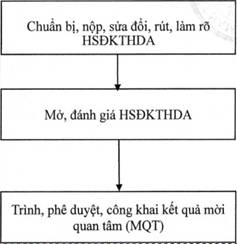 Chuẩn bị, nộp, sửa đổi, rút, làm rõ
HSĐKTHDA
Mở, đánh giá HSĐKTHDA
Trình, phê duyệt, công khai kết quả mời
quan tâm (MQT)